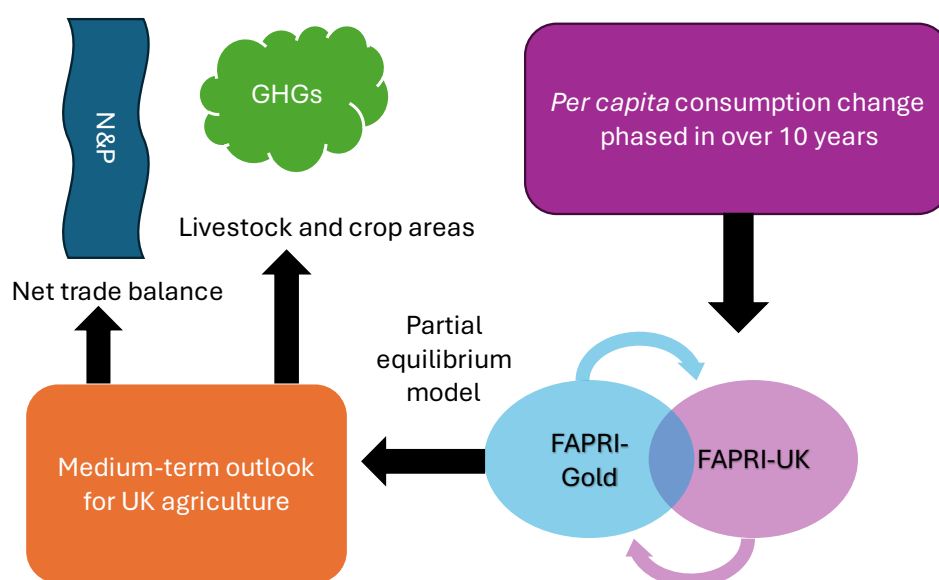 N&P
GHGs
Per capita consumption change
phased in over 10 years
Livestock and crop areas
Net trade balance
Partial
equilibrium
model
Medium-term outlook
for UK agriculture
FAPRI-
Gold
FAPRI-UK